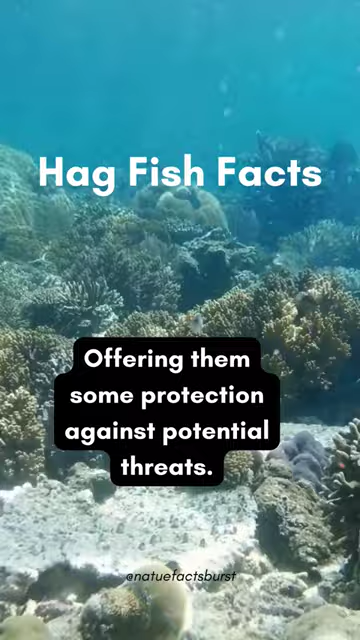 Hag Fish Facts
Offering them
some protection
against potential
threats.
@natuefactsburst